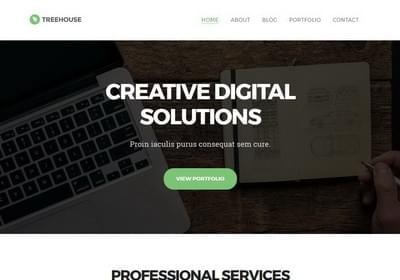 TREEHOUSE
HOME ABOUT BLOG PORTFOLIO CONTACT
CREATIVE DIGITAL
SOLUTIONS
Proin iaculis purus consequat sem cure.
VIEW PORTFOLIO
PROFESSIONAL SERVICES